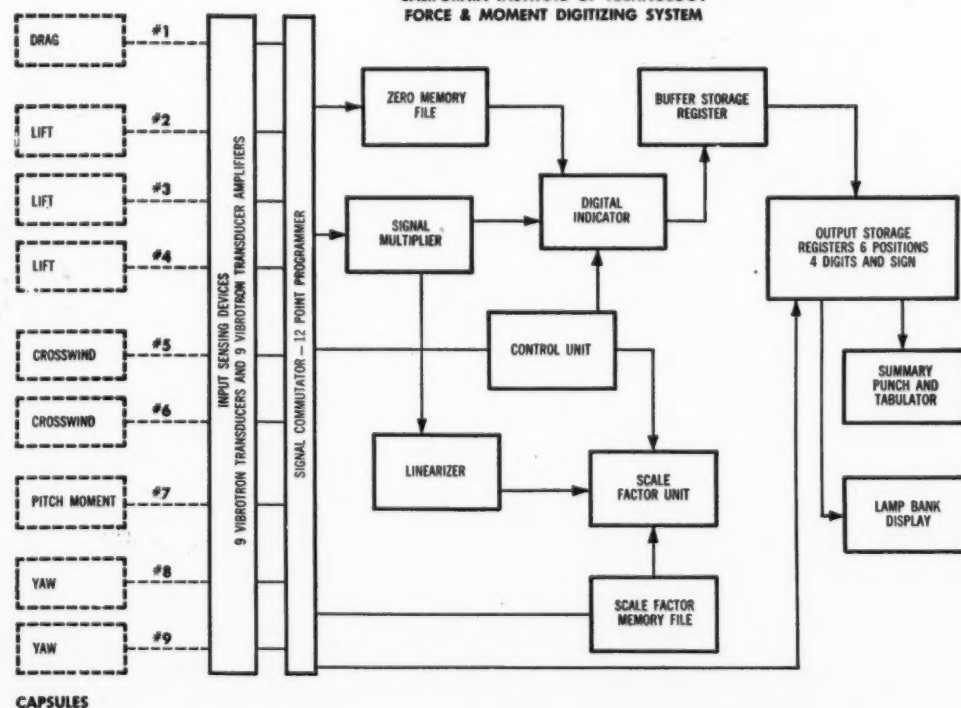 FORCE & MOMENT DIGITIZING SYSTEM
DRAG
#1
LIFT
#2
LIFT
#3
LIFT
#4
CROSSWIND
#5
CROSSWIND
#6
PITCH MOMENT
#7
YAW
#8
YAW
#9
CAPSULES
INPUT SENSING DEVICES
9 VIBROTRON TRANSDUCERS AND 9 VIBROTRON TRANSDUCER AMPLIFIERS
SIGNAL COMMUTATOR – 12 POINT PROGRAMMER
ZERO MEMORY
FILE
BUFFER STORAGE
REGISTER
SIGNAL
MULTIPLIER
DIGITAL
INDICATOR
OUTPUT STORAGE
REGISTERS 6 POSITIONS
4 DIGITS AND SIGN
CONTROL UNIT
SUMMARY
PUNCH AND
TABULATOR
LINEARIZER
SCALE
FACTOR UNIT
LAMP BANK
DISPLAY
SCALE FACTOR
MEMORY FILE